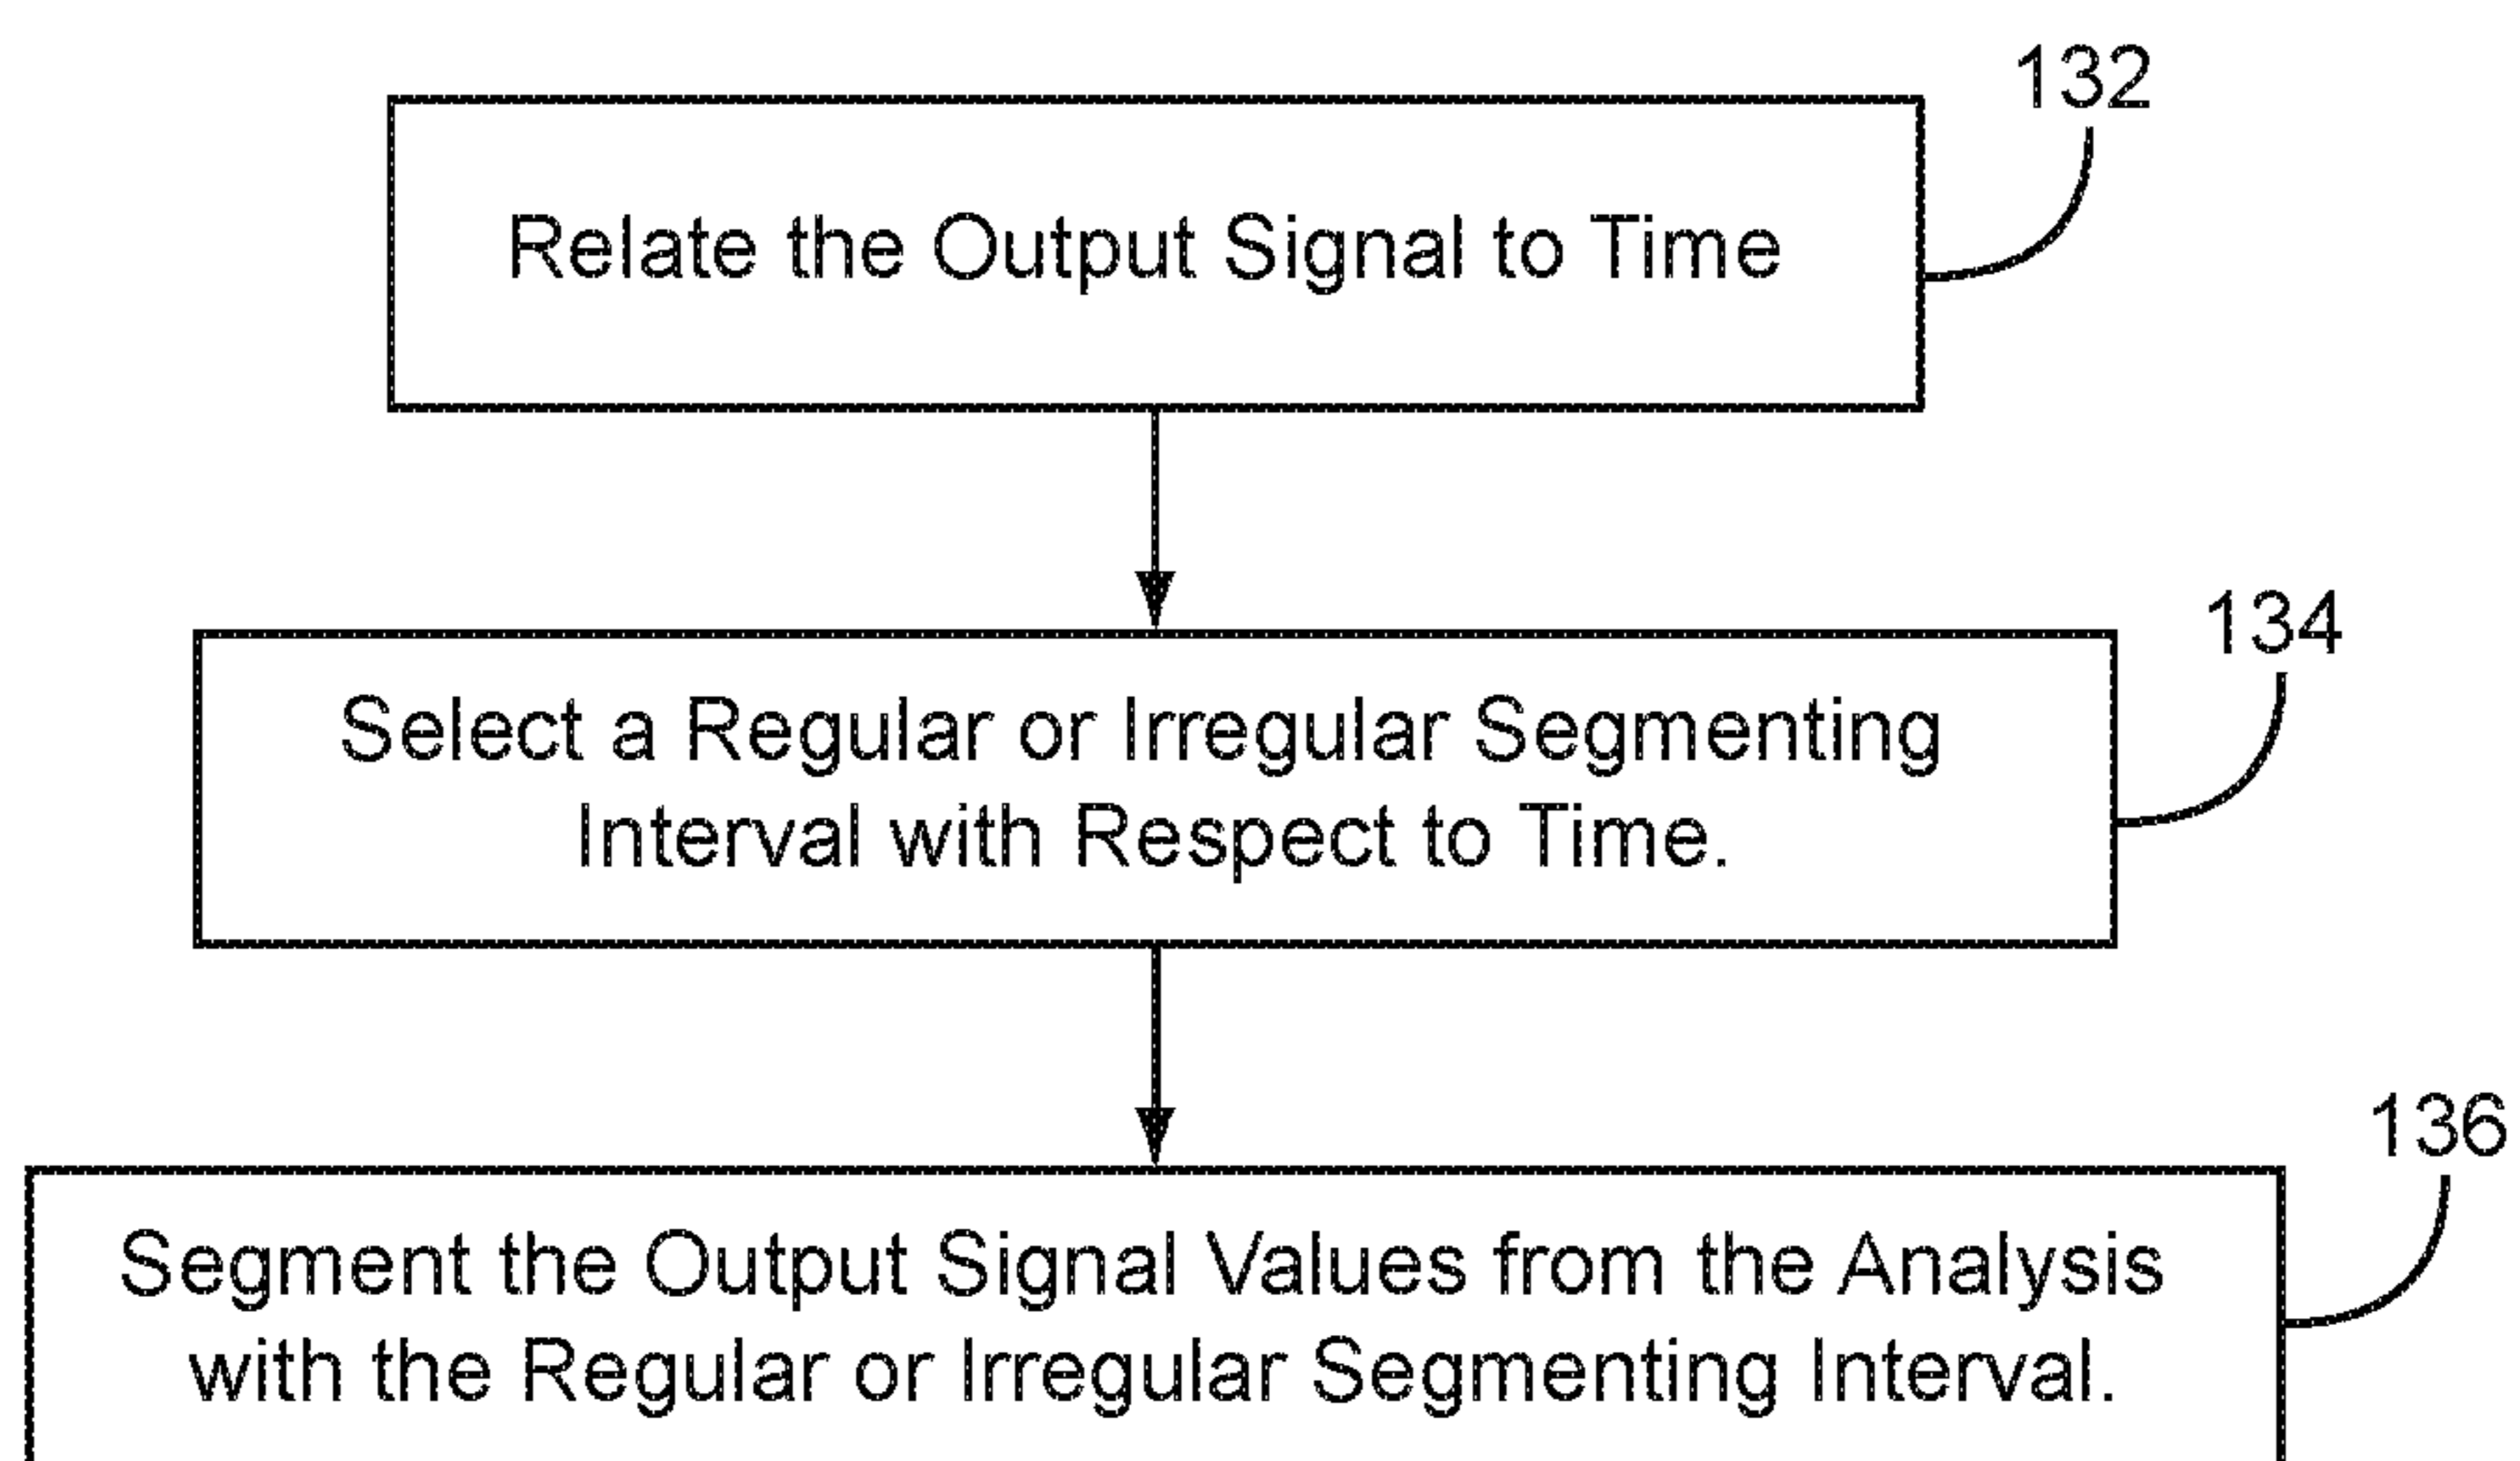 132
Relate the Output Signal to Time
134
Select a Regular or Irregular Segmenting
Interval with Respect to Time.
136
Segment the Output Signal Values from the Analysis
with the Regular or Irregular Segmenting Interval.